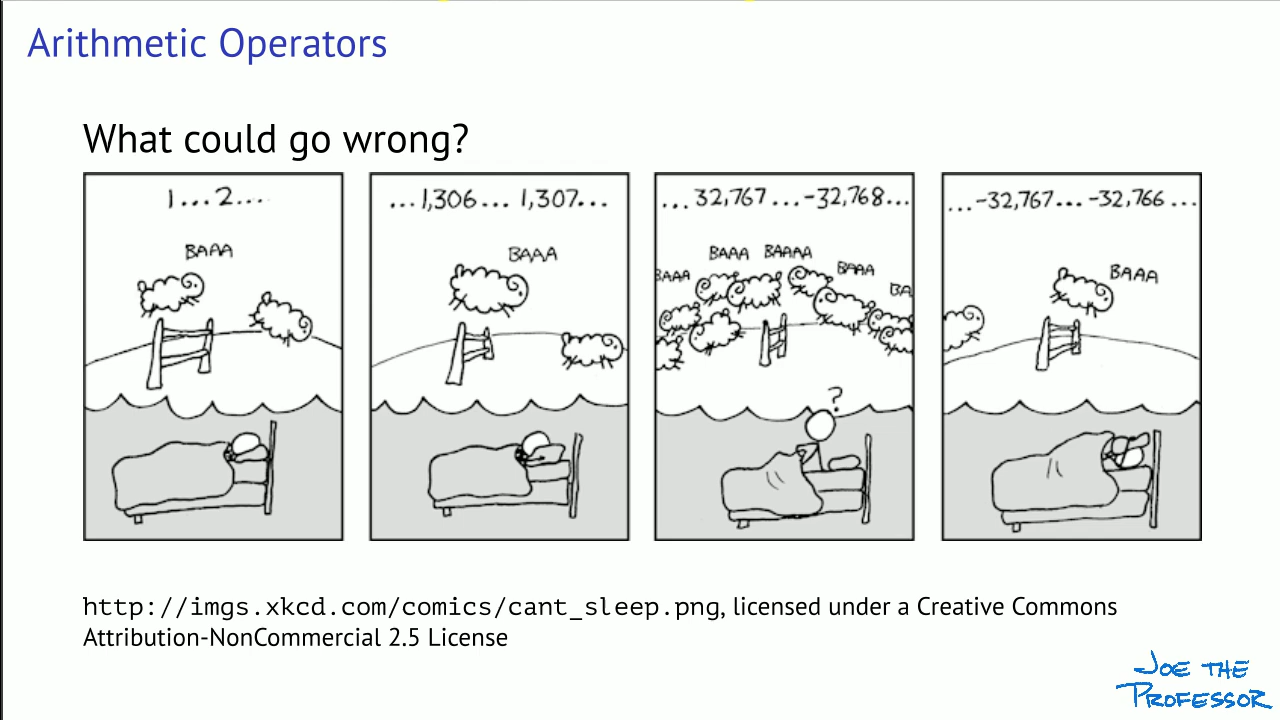 Arithmetic Operators
What could go wrong?
1...2....
BAAA
...1,306... 1,307...
BAAA
... 32,767 ...-32,768...
BAAA
BAAA
BAAAA
BAAA
BA
?
...-32,767... -32,766 ...
BAAA
http://imgs.xkcd.com/comics/cant_sleep.png, licensed under a Creative Commons
Attribution-NonCommercial 2.5 License
JOE THE
PROFESSOR